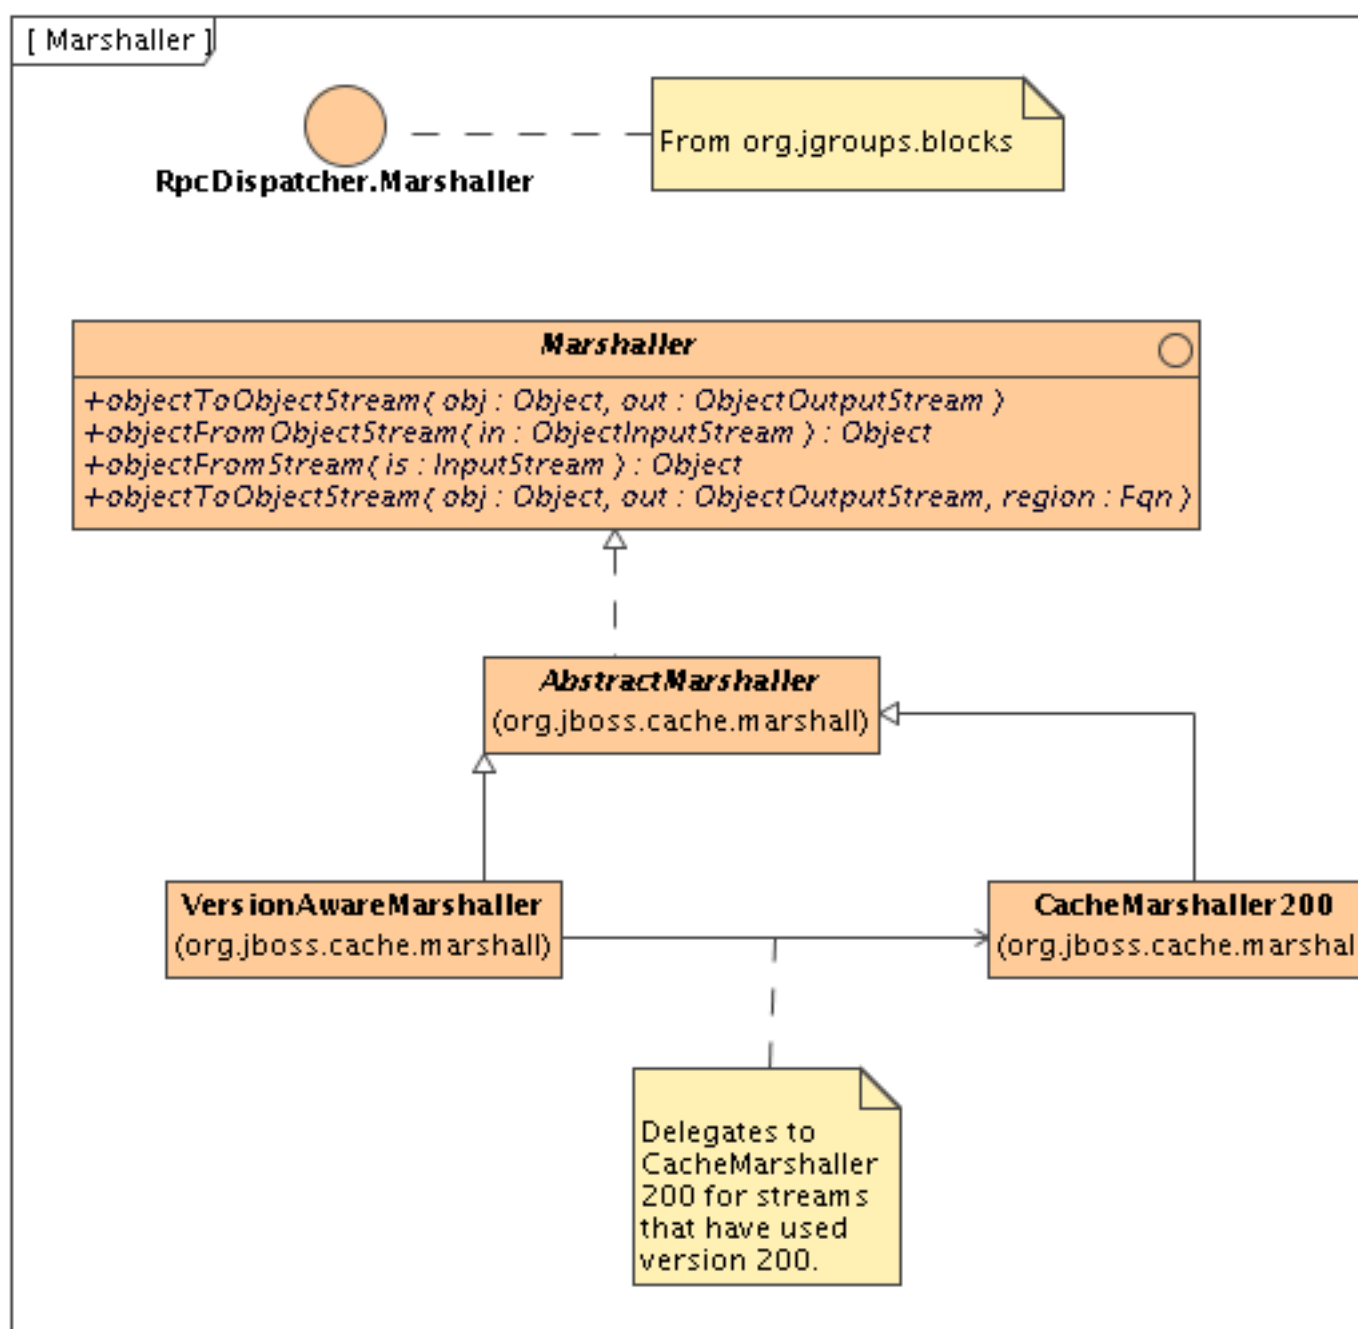 [ Marshaller ]
From org.jgroups.blocks
RpcDispatcher.Marshaller
Marshaller
+objectToObjectStream( obj : Object, out : ObjectOutputStream )
+objectFromObjectStream( in : ObjectInputStream ) : Object
+objectFromStream( is : InputStream ) : Object
+objectToObjectStream( obj : Object, out : ObjectOutputStream, region : Fqn )
AbstractMarshaller
(org.jboss.cache.marshall)
VersionAwareMarshaller
(org.jboss.cache.marshall)
CacheMarshaller200
(org.jboss.cache.marshal
Delegates to
CacheMarshaller
200 for streams
that have used
version 200.